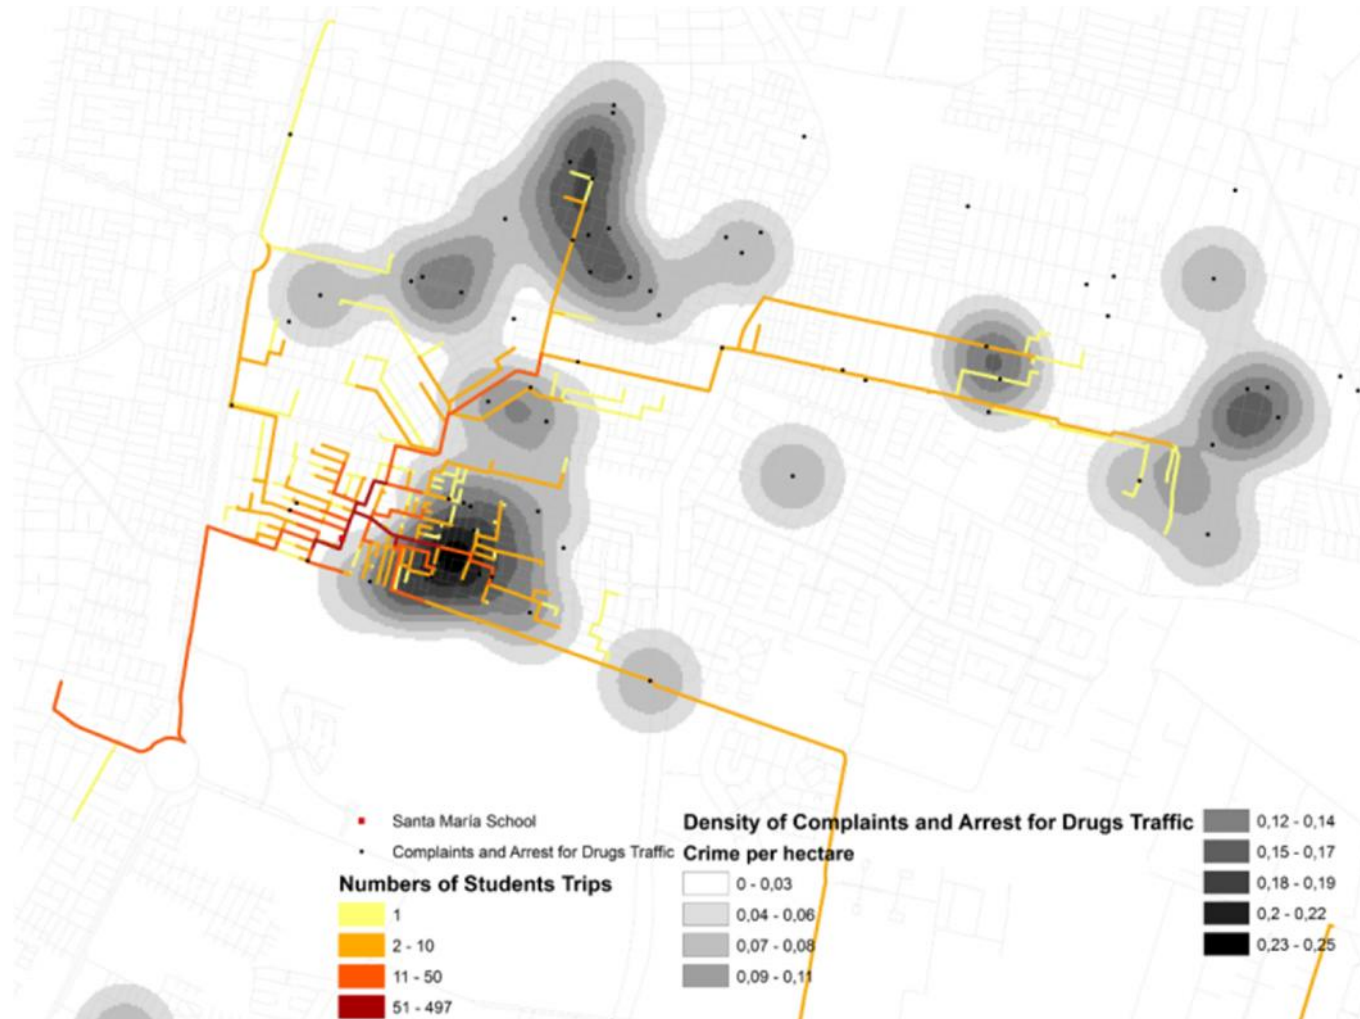 Santa María School
Complaints and Arrest for Drugs Traffic
Numbers of Students Trips
1
2 - 10
11 - 50
51 - 497
Density of Complaints and Arrest for Drugs Traffic
Crime per hectare
0 - 0,03
0,04 - 0,06
0,07 - 0,08
0,09 - 0,11
0,12 - 0,14
0,15 - 0,17
0,18 - 0,19
0,2 - 0,22
0,23 - 0,25